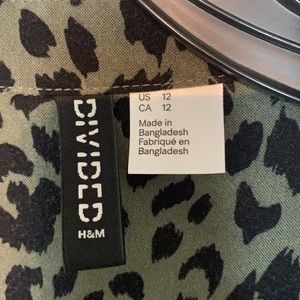 DIVIDED
H&M
US 12
CA 12
Made in
Bangladesh
Fabriqué en
Bangladesh